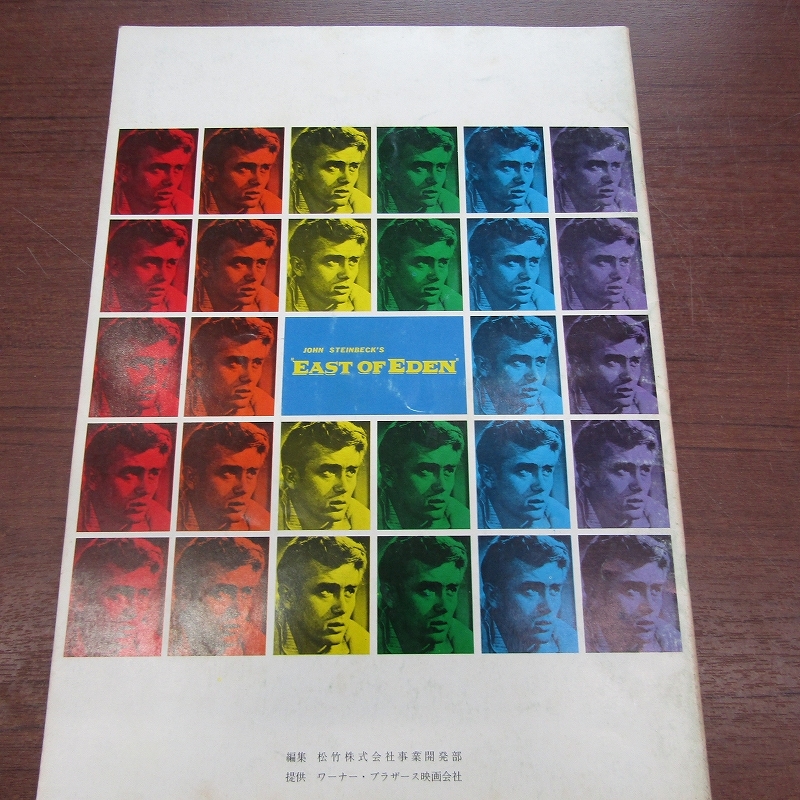 JOHN STEINBECK'S
"EAST OF EDEN"
編集 松竹株式会社事業開発部
提供 ワーナー・ブラザース映画会社